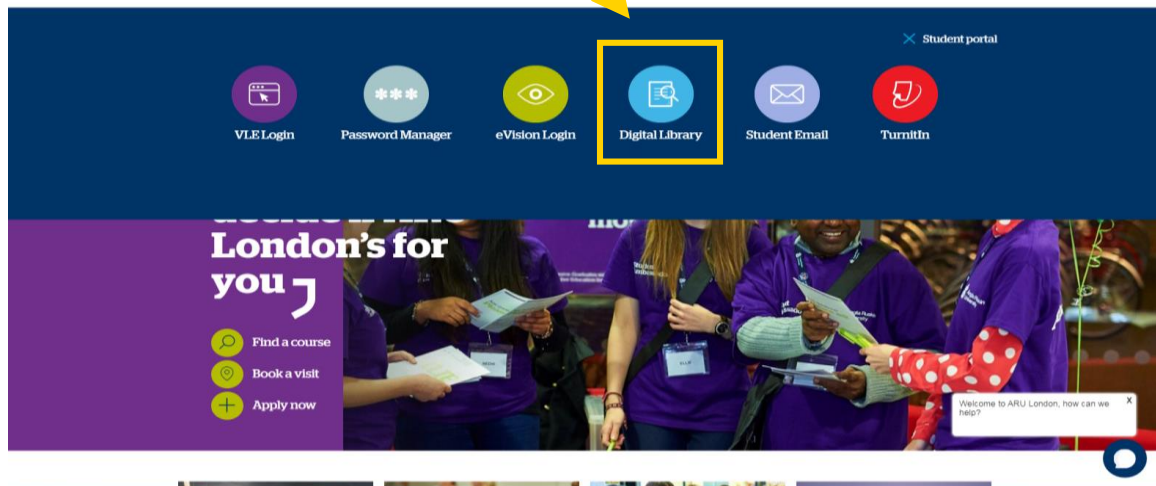 Student portal
***
VLE Login
Password Manager
eVision Login
Digital Library
Student Email
TurnitIn
London's for
you
Find a course
Book a visit
Apply now
Welcome to ARU London, how can we
help?
X